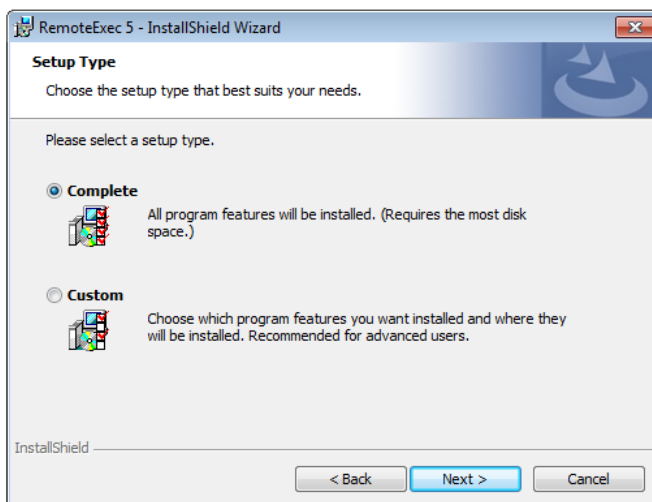 RemoteExec 5 - InstallShield Wizard
Setup Type
Choose the setup type that best suits your needs.
Please select a setup type.
Complete
All program features will be installed. (Requires the most disk
space.)
Custom
Choose which program features you want installed and where they
will be installed. Recommended for advanced users.
InstallShield
< Back
Next >
Cancel